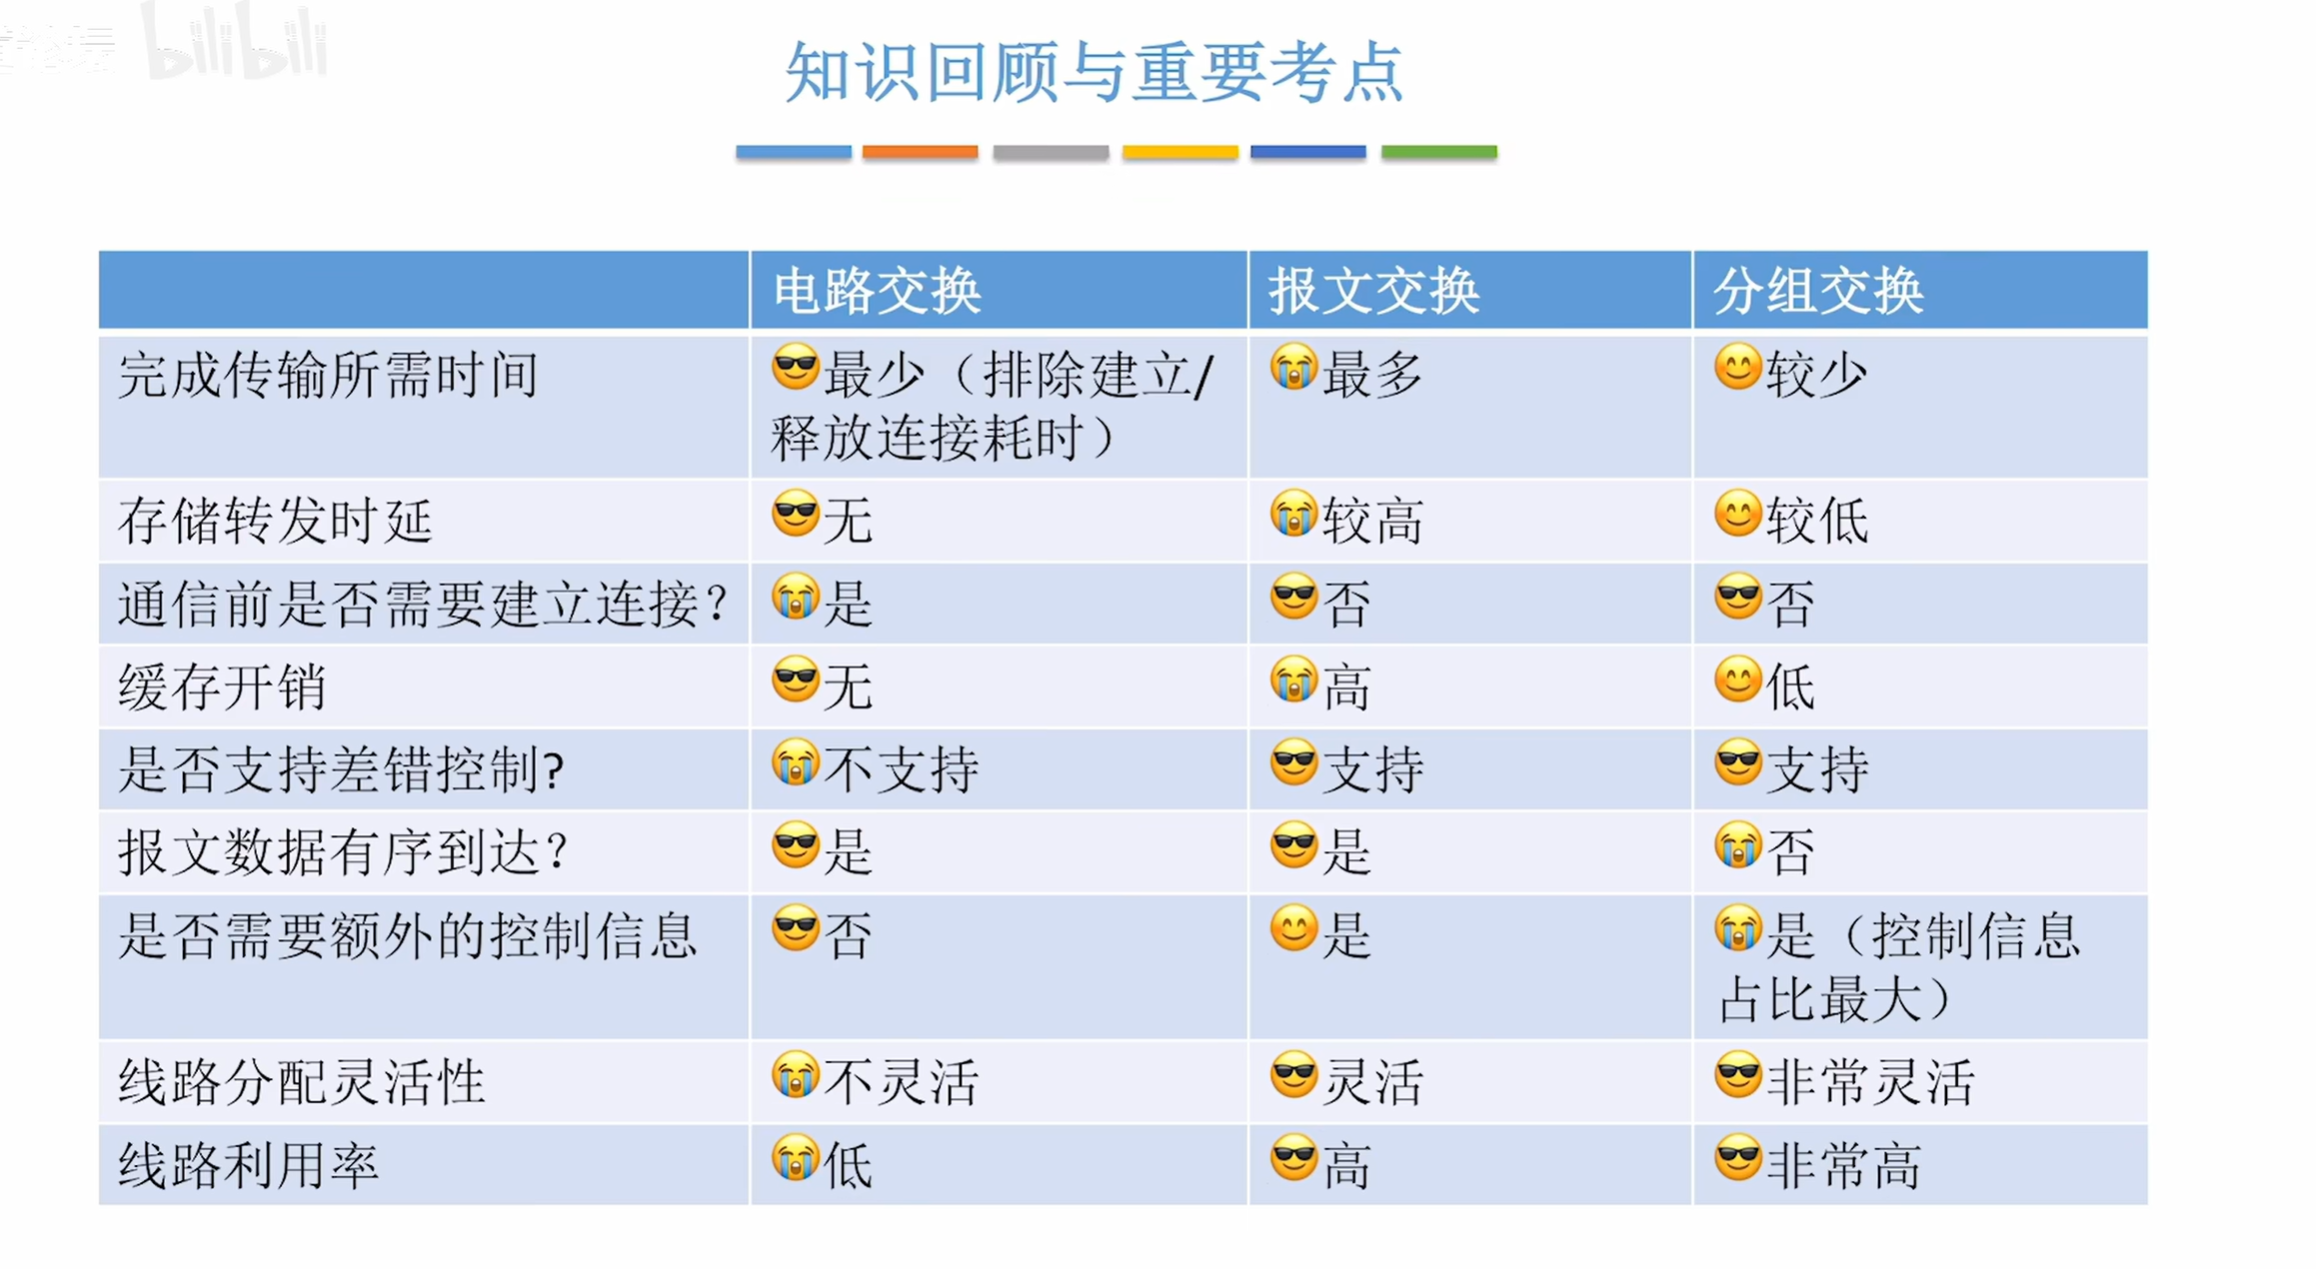 bilibili
知识回顾与重要考点
电路交换 报文交换 分组交换
完成传输所需时间 😎最少（排除建立/ 😭最多 😊较少
释放连接耗时）
存储转发时延 😎无 😭较高 😊较低
通信前是否需要建立连接？ 😭是 😎否 😎否
缓存开销 😎无 😭高 😊低
是否支持差错控制? 😭不支持 😎支持 😎支持
报文数据有序到达？ 😎是 😎是 😭否
是否需要额外的控制信息 😎否 😊是 😭是（控制信息
占比最大）
线路分配灵活性 😭不灵活 😎灵活 😎非常灵活
线路利用率 😭低 😎高 😎非常高